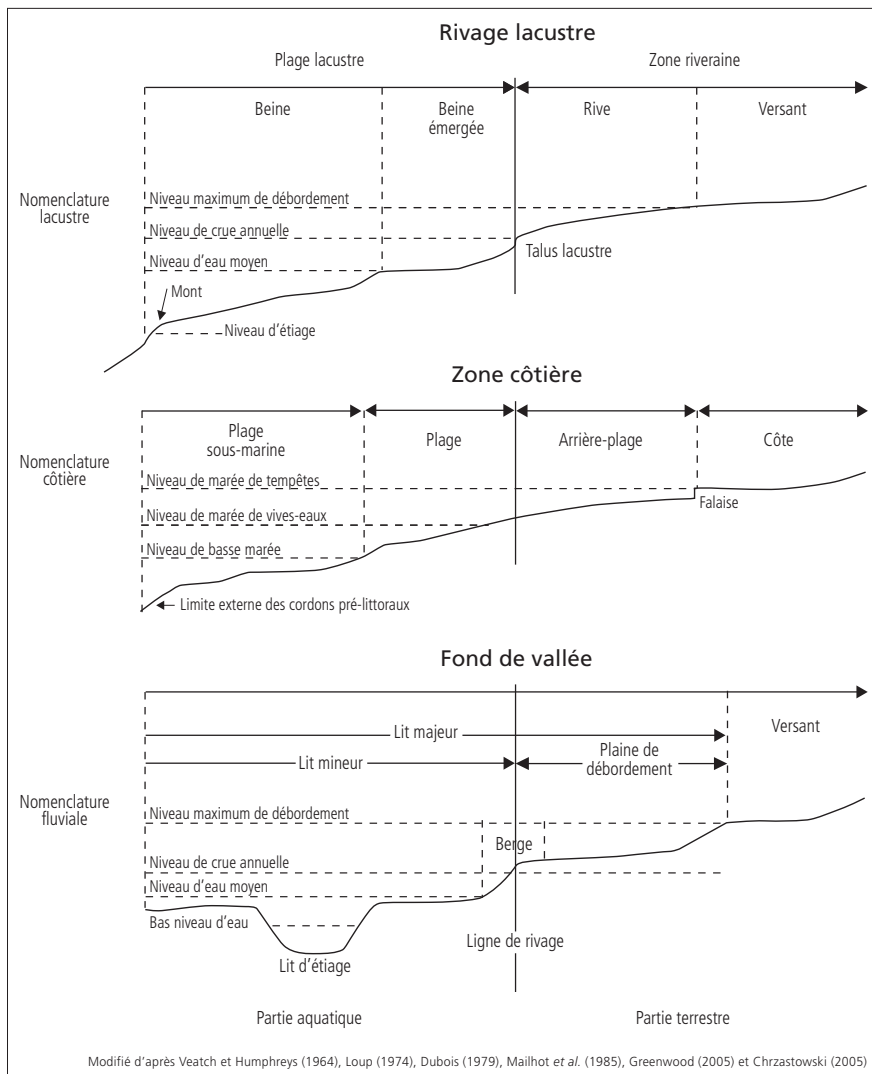 Rivage lacustre
Plage lacustre
Zone riveraine
Beine
Beine
émergée
Rive
Versant
Nomenclature
lacustre
Niveau maximum de débordement
Niveau de crue annuelle
Niveau d'eau moyen
Talus lacustre
Mont
Niveau d'étiage
Zone côtière
Plage
sous-marine
Plage
Arrière-plage
Côte
Nomenclature
côtière
Niveau de marée de tempêtes
Falaise
Niveau de marée de vives-eaux
Niveau de basse marée
Limite externe des cordons pré-littoraux
Fond de vallée
Versant
Lit majeur
Lit mineur
Plaine de
débordement
Nomenclature
fluviale
Niveau maximum de débordement
Berge
Niveau de crue annuelle
Niveau d'eau moyen
Bas niveau d'eau
Ligne de rivage
Lit d'étiage
Partie aquatique
Partie terrestre
Modifié d'après Veatch et Humphreys (1964), Loup (1974), Dubois (1979), Mailhot et al. (1985), Greenwood (2005) et Chrzastowski (2005)